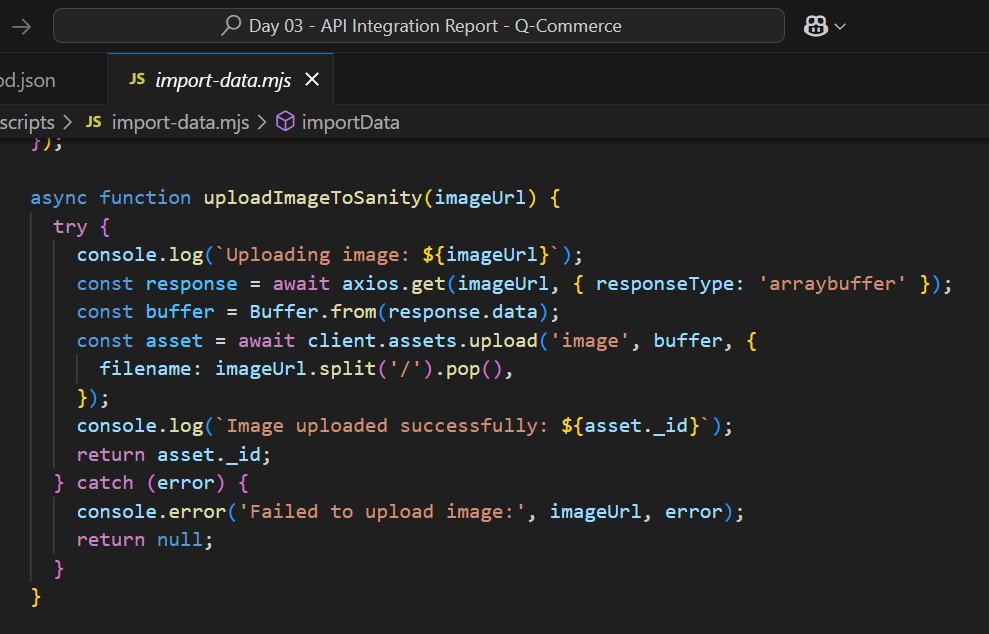 Day 03 - API Integration Report - Q-Commerce
od.json JS import-data.mjs
scripts > JS import-data.mjs > importData
});
async function uploadImageToSanity(imageUrl) {
try {
console.log(`Uploading image: ${imageUrl}`);
const response = await axios.get(imageUrl, { responseType: 'arraybuffer' });
const buffer = Buffer.from(response.data);
const asset = await client.assets.upload('image', buffer, {
filename: imageUrl.split('/').pop(),
});
console.log(`Image uploaded successfully: ${asset._id}`);
return asset._id;
} catch (error) {
console.error('Failed to upload image:', imageUrl, error);
return null;
}
}